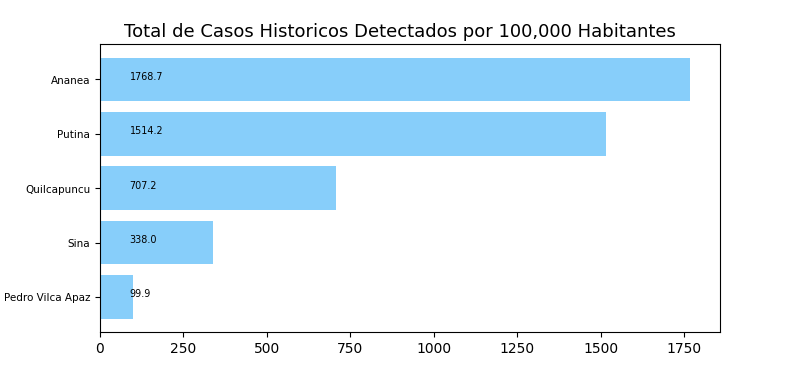 Total de Casos Historicos Detectados por 100,000 Habitantes
Ananea 1768.7
Putina 1514.2
Quilcapuncu 707.2
Sina 338.0
Pedro Vilca Apaz 99.9
0 250 500 750 1000 1250 1500 1750